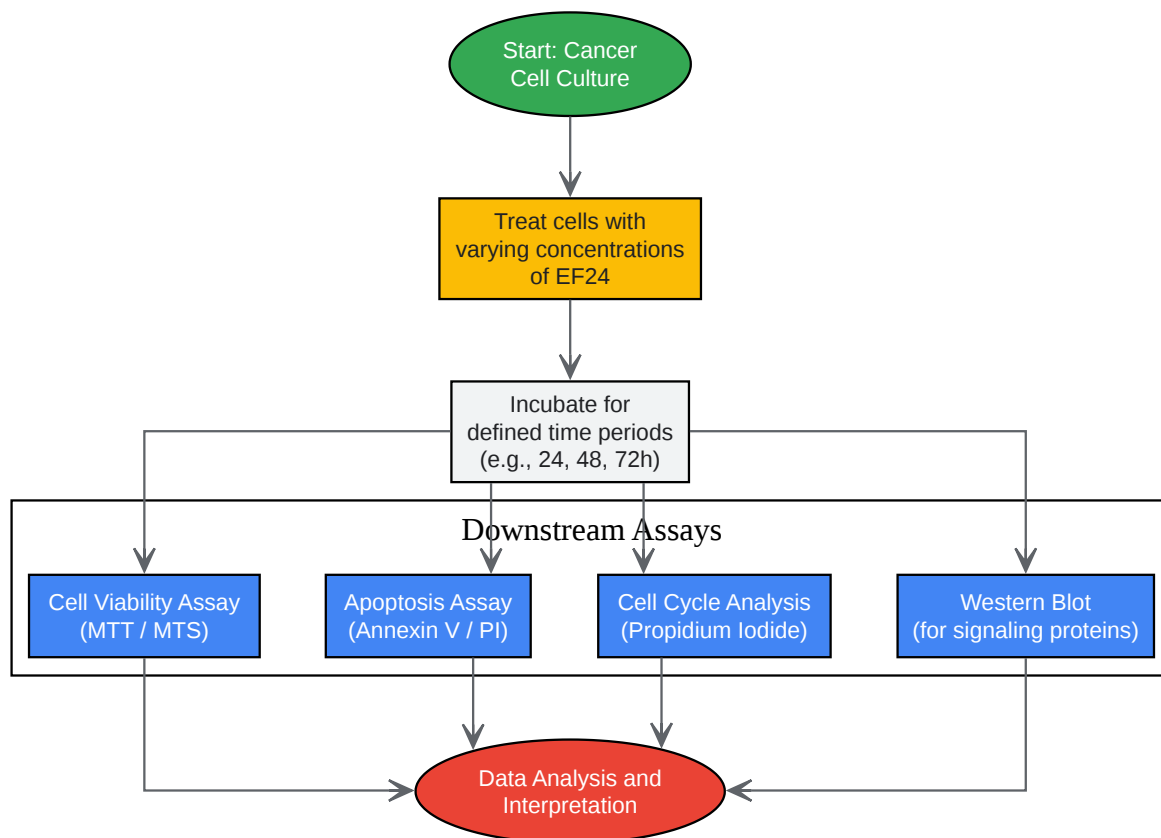 Start: Cancer
Cell Culture
Treat cells with
varying concentrations
of EF24
Incubate for
defined time periods
(e.g., 24, 48, 72h)
Downstream Assays
Cell Viability Assay
(MTT / MTS)
Apoptosis Assay
(Annexin V / PI)
Cell Cycle Analysis
(Propidium Iodide)
Western Blot
(for signaling proteins)
Data Analysis and
Interpretation